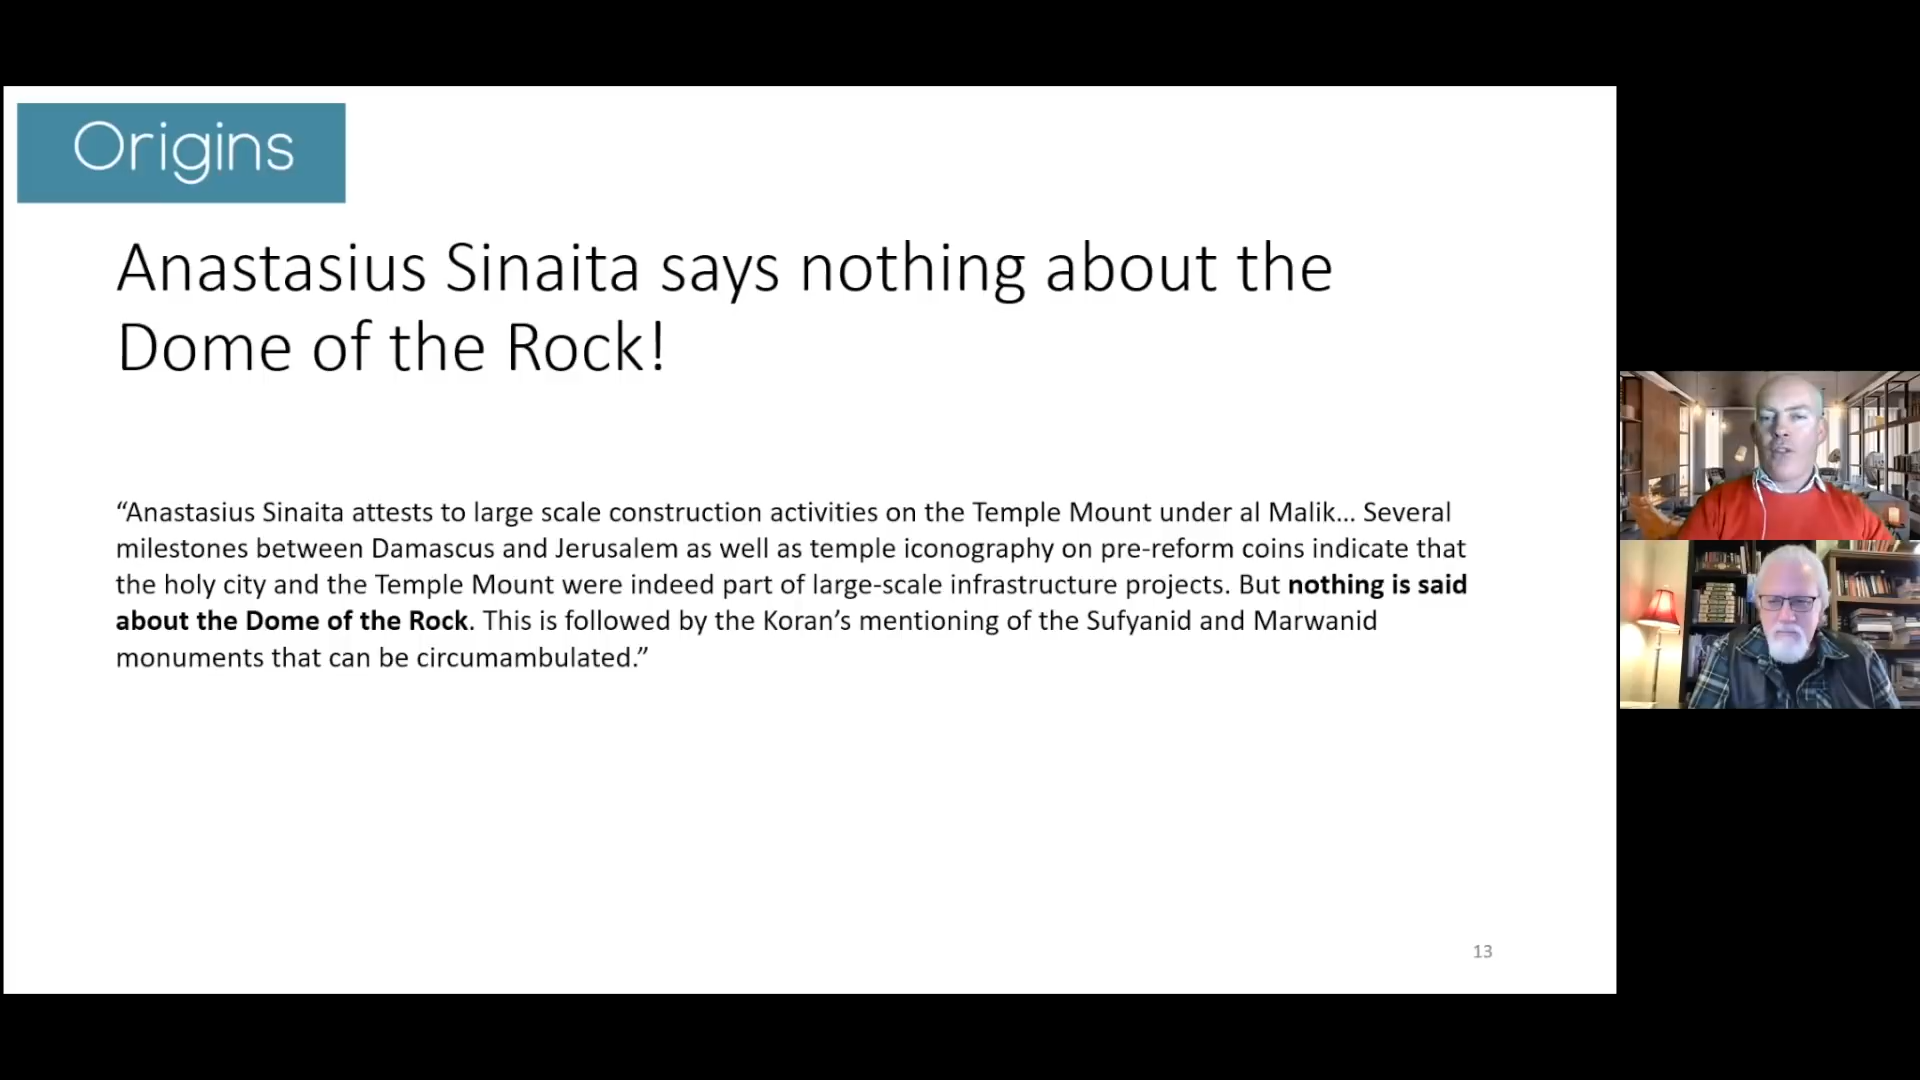 Origins
Anastasius Sinaita says nothing about the
Dome of the Rock!
“Anastasius Sinaita attests to large scale construction activities on the Temple Mount under al Malik… Several
milestones between Damascus and Jerusalem as well as temple iconography on pre-reform coins indicate that
the holy city and the Temple Mount were indeed part of large-scale infrastructure projects. But nothing is said
about the Dome of the Rock. This is followed by the Koran’s mentioning of the Sufyanid and Marwanid
monuments that can be circumambulated.”
13